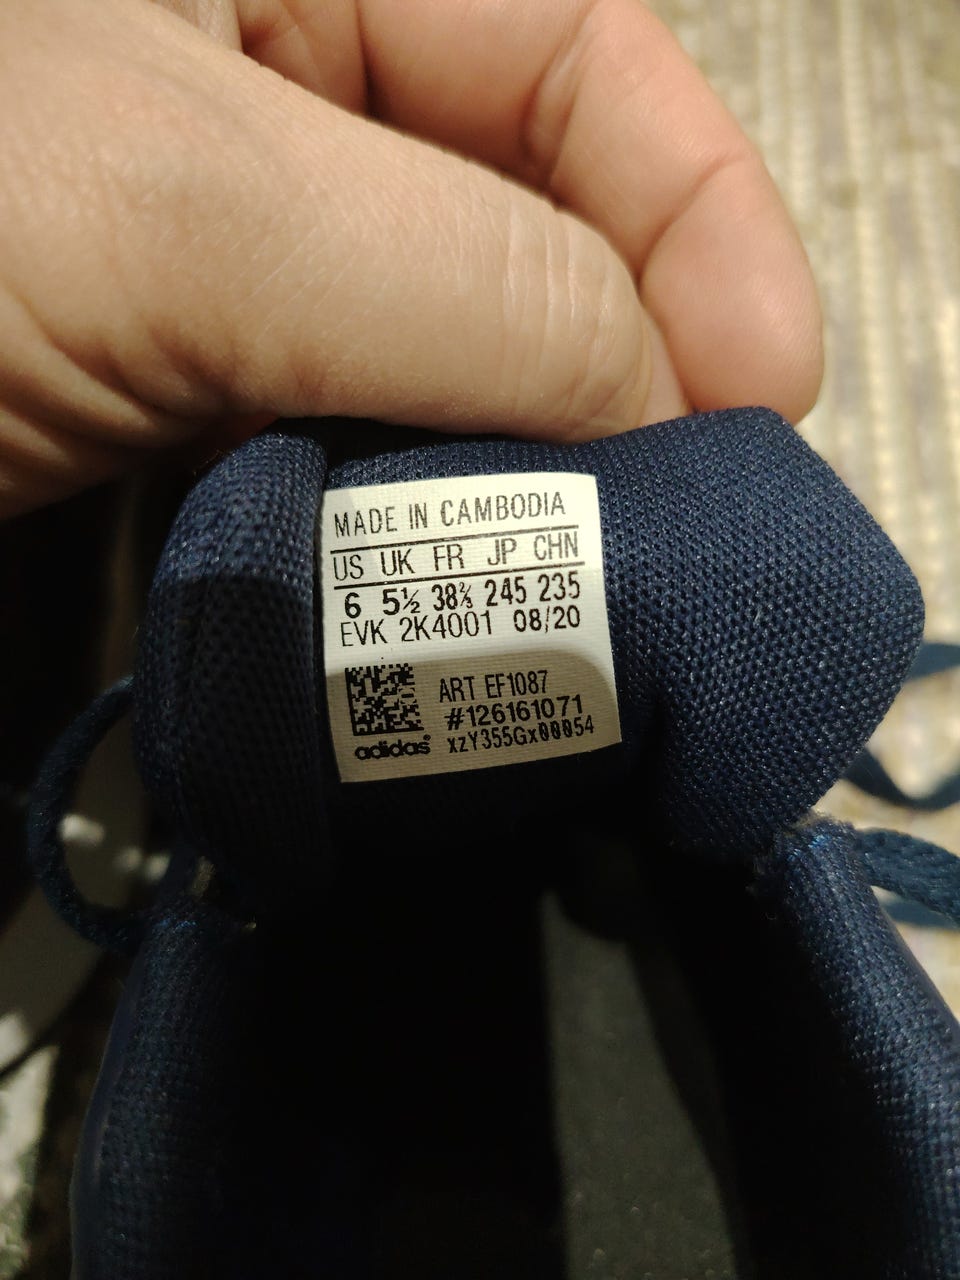 MADE IN CAMBODIA
US UK FR JP CHN
6 5½ 38⅔ 245 235
EVK 2K4001 08/20
ART EF1087
#126161071
adidas® xzY355Gx00054